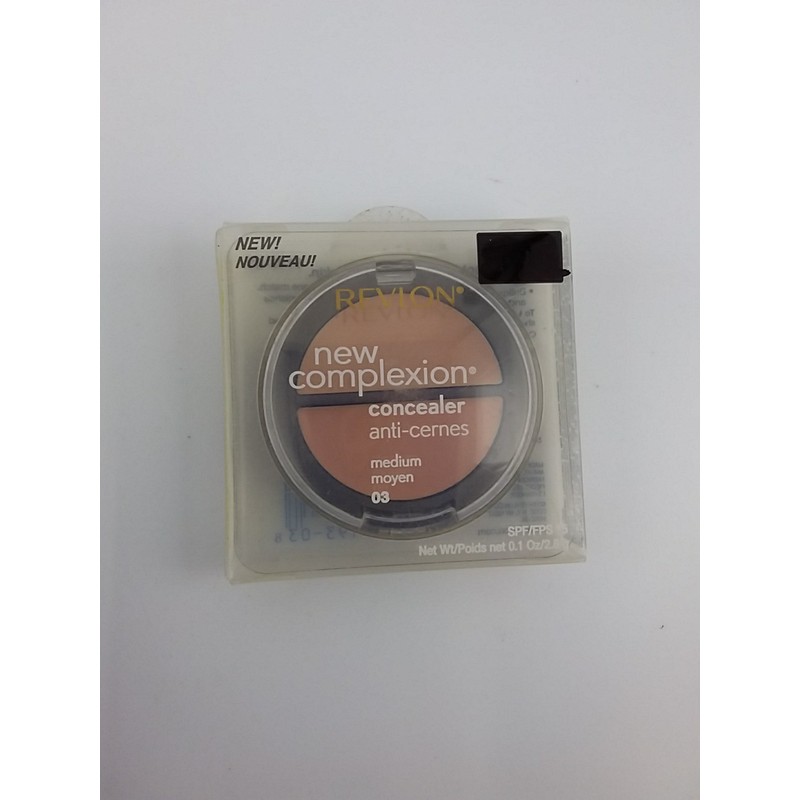 NEW!
NOUVEAU!
REVLON
new
complexion®
concealer
anti-cernes
medium
moyen
03
SPF/FPS
Net Wt/Poids net 0.1 Oz/2.